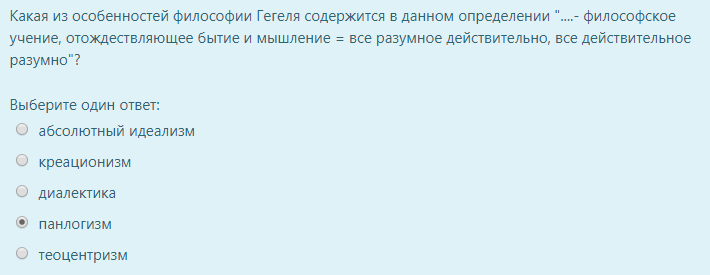 Какая из особенностей философии Гегеля содержится в данном определении "....- философское
учение, отождествляющее бытие и мышление = все разумное действительно, все действительное
разумно"?
Выберите один ответ:
абсолютный идеализм
креационизм
диалектика
панлогизм
теоцентризм